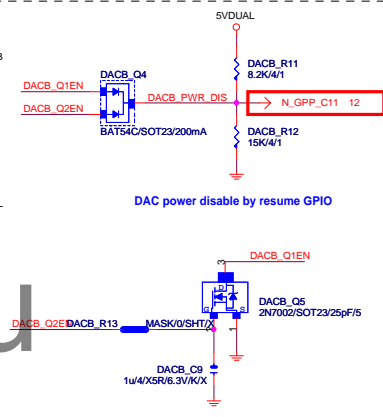 5VDUAL
DACB_R11
8.2K/4/1
DACB_Q4
DACB_Q1EN
DACB_PWR_DIS
N_GPP_C11 12
DACB_Q2EN
DACB_R12
15K/4/1
BAT54C/SOT23/200mA
DAC power disable by resume GPIO
DACB_Q1EN
3
D
DACB_Q5
2N7002/SOT23/25pF/5
G
S
DACB_Q2EN
DACB_R13
MASK/0/SHT/X
2
1
DACB_C9
1u/4/X5R/6.3V/K/X